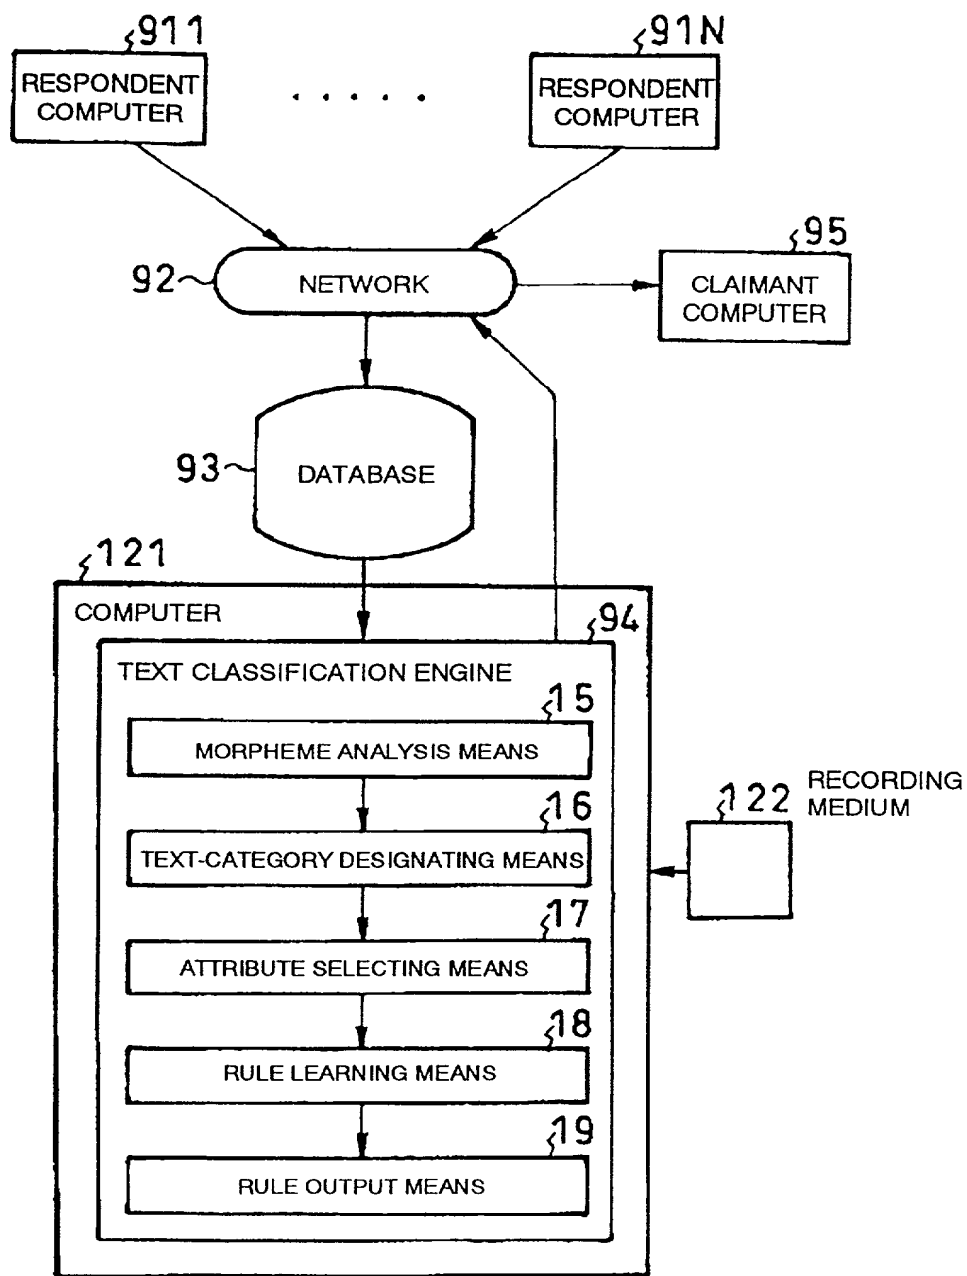 911
91N
RESPONDENT
COMPUTER
. . . . .
RESPONDENT
COMPUTER
95
92
NETWORK
CLAIMANT
COMPUTER
93
DATABASE
121
COMPUTER
94
TEXT CLASSIFICATION ENGINE
15
MORPHEME ANALYSIS MEANS
RECORDING
MEDIUM
122
16
TEXT-CATEGORY DESIGNATING MEANS
17
ATTRIBUTE SELECTING MEANS
18
RULE LEARNING MEANS
19
RULE OUTPUT MEANS